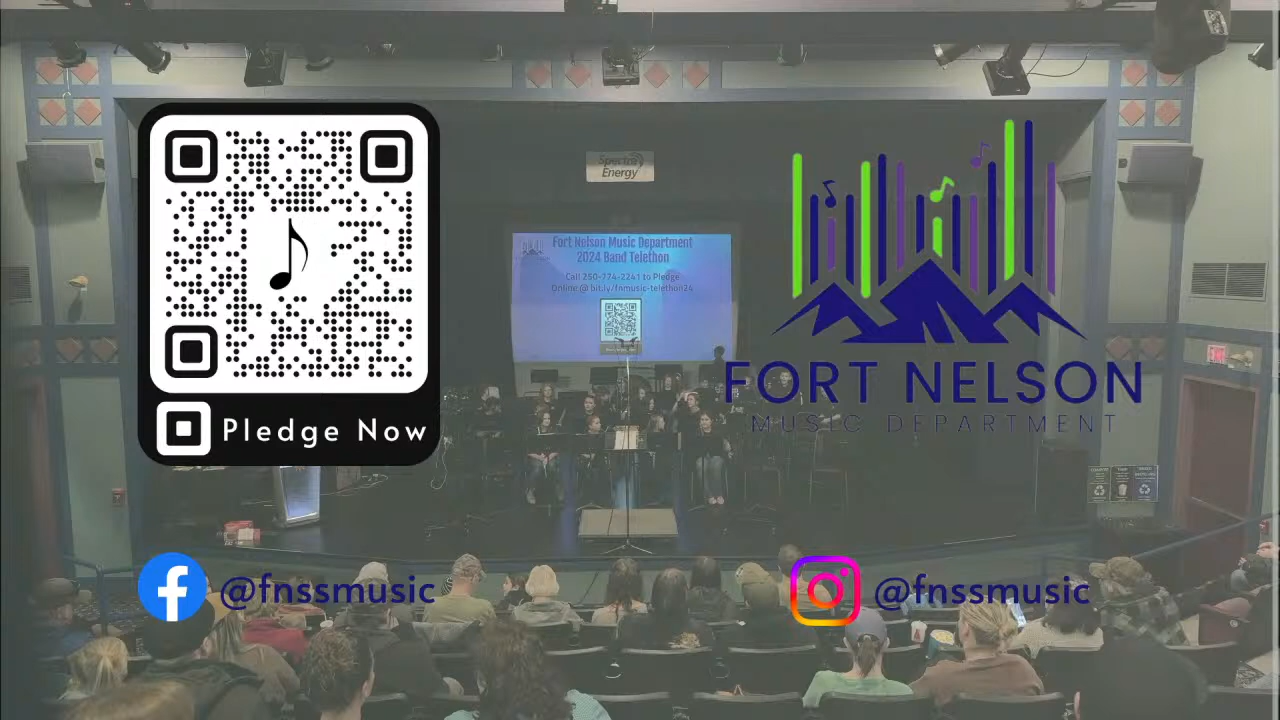 Spectra
Energy
Fort Nelson Music Department
2024 Band Telethon
Call 250-774-2241 to Pledge
Online @ bit.ly/fnmusic-telethon24
Pledge Now
FORT NELSON
MUSIC DEPARTMENT
@fnssmusic
@fnssmusic